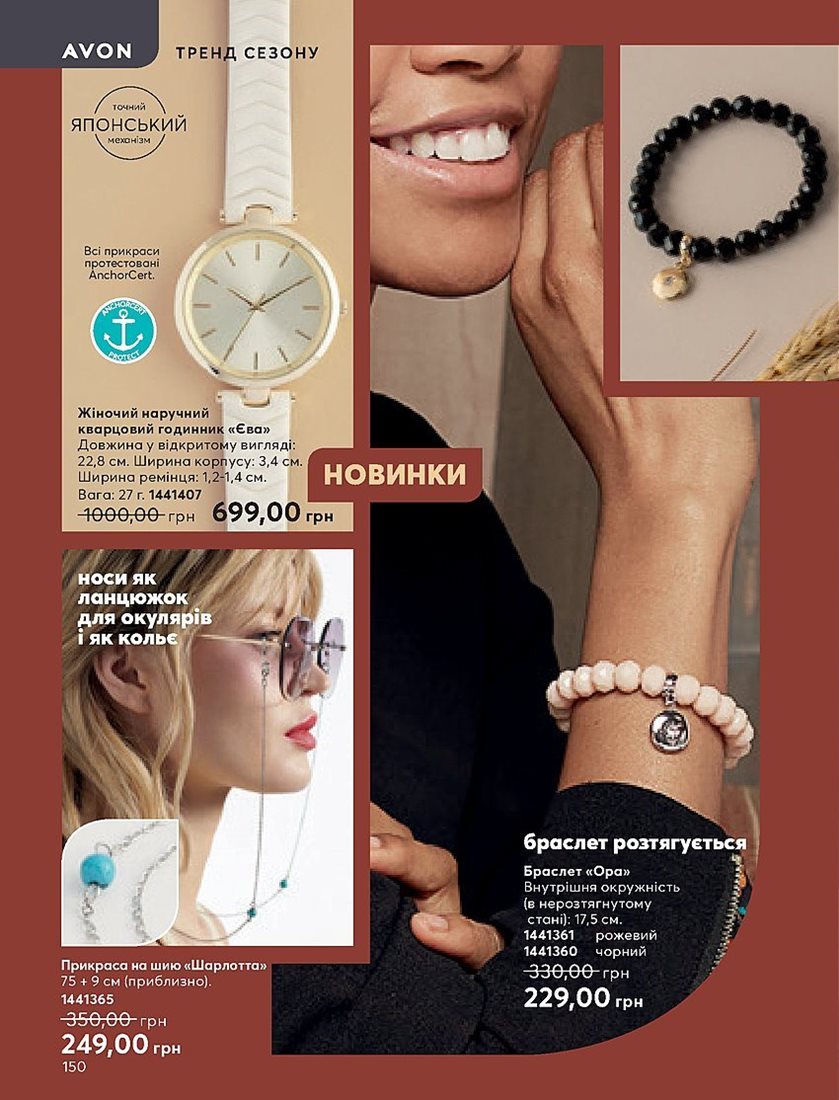 AVON
ТРЕНД СЕЗОНУ
ТОЧНИЙ
ЯПОНСЬКИЙ
механізм
Всі прикраси
протестовані
AnchorCert.
ANCHORCERT
PROTECT
Жіночий наручний
кварцовий годинник «Єва»
Довжина у відкритому вигляді:
22,8 см. Ширина корпусу: 3,4 см.
Ширина ремінця: 1,2-1,4 см.
Вага: 27 г. 1441407
1000,00 грн 699,00 грн
НОВИНКИ
носи як
ланцюжок
для окулярів
і як кольє
Прикраса на шию «Шарлотта»
75 + 9 см (приблизно).
1441365
350,00 грн
249,00 грн
150
браслет розтягується
Браслет «Ора»
Внутрішня окружність
(в нерозтягнутому
стані): 17,5 см.
1441361 рожевий
1441360 чорний
330,00 грн
229,00 грн